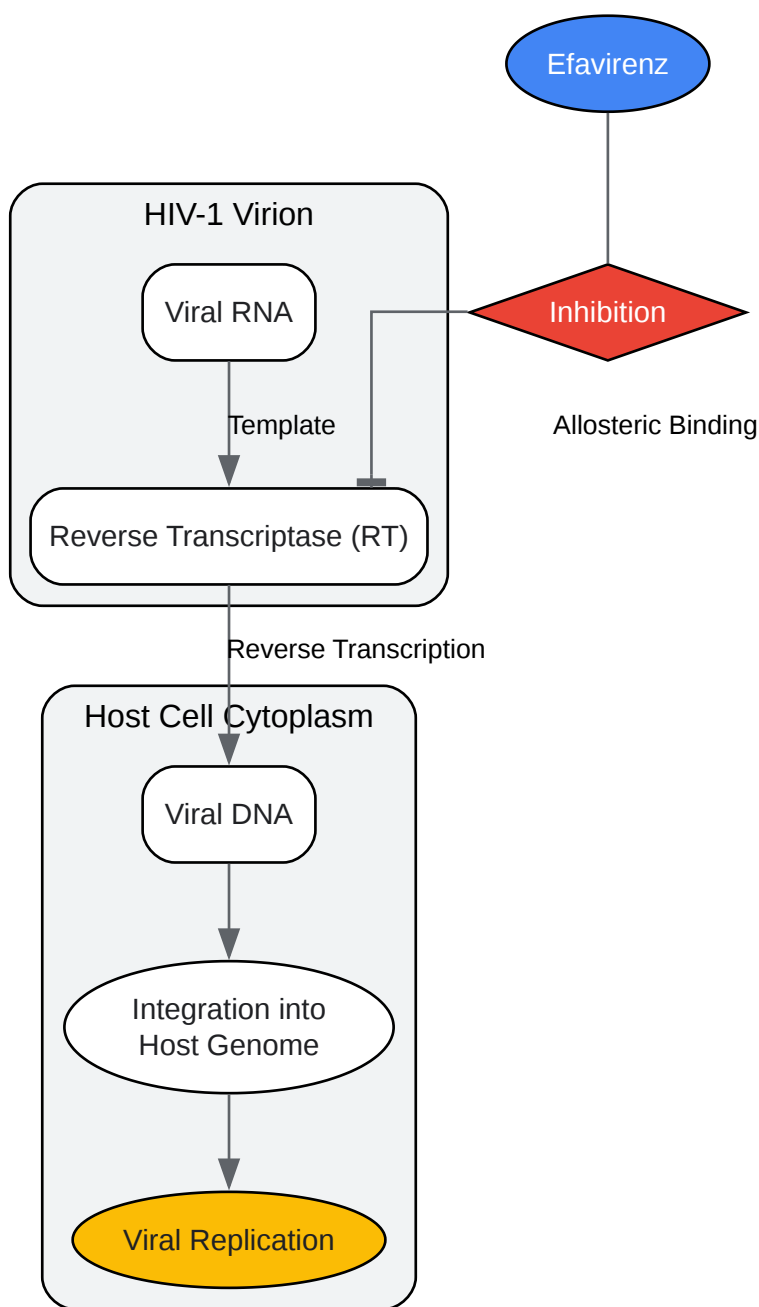 Efavirenz
HIV-1 Virion
Viral RNA
Inhibition
Template
Allosteric Binding
Reverse Transcriptase (RT)
Reverse Transcription
Host Cell Cytoplasm
Viral DNA
Integration into
Host Genome
Viral Replication